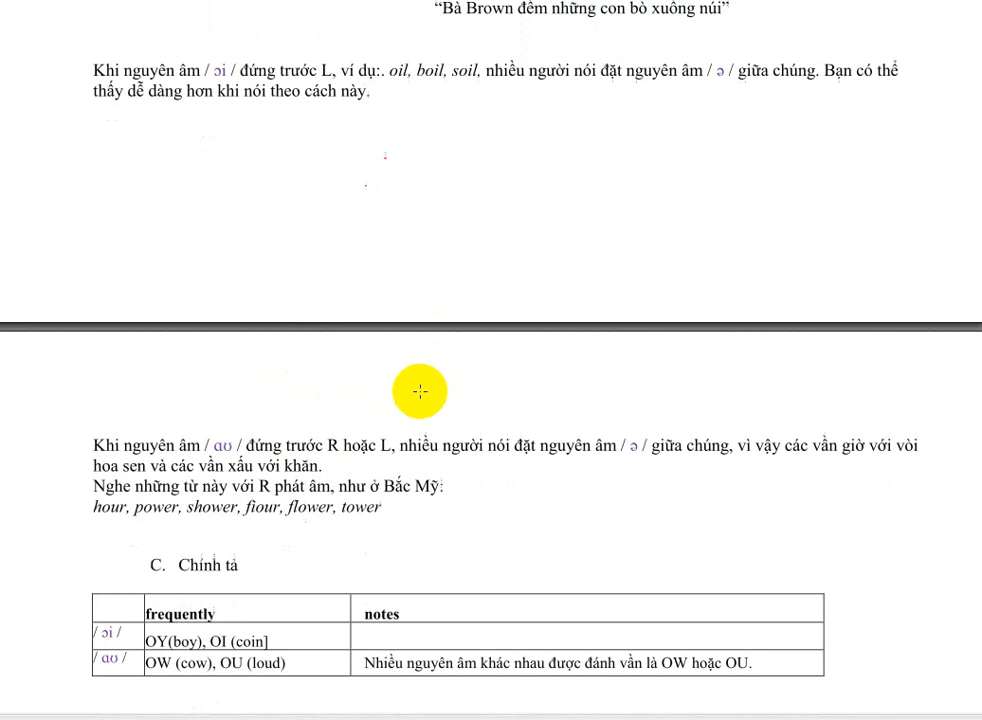 “Bà Brown đếm những con bò xuông núi”
Khi nguyên âm / ɔi / đứng trước L, ví dụ:. oil, boil, soil, nhiều người nói đặt nguyên âm / ə / giữa chúng. Bạn có thể
thấy dễ dàng hơn khi nói theo cách này.
Khi nguyên âm / ɑʊ / đứng trước R hoặc L, nhiều người nói đặt nguyên âm / ə / giữa chúng, vì vậy các vần giờ với vòi
hoa sen và các vần xấu với khăn.
Nghe những từ này với R phát âm, như ở Bắc Mỹ:
hour, power, shower, fiour, flower, tower
C. Chính tả
frequently notes
/ ɔi / OY(boy), OI (coin]
/ ɑʊ / OW (cow), OU (loud) Nhiều nguyên âm khác nhau được đánh vần là OW hoặc OU.